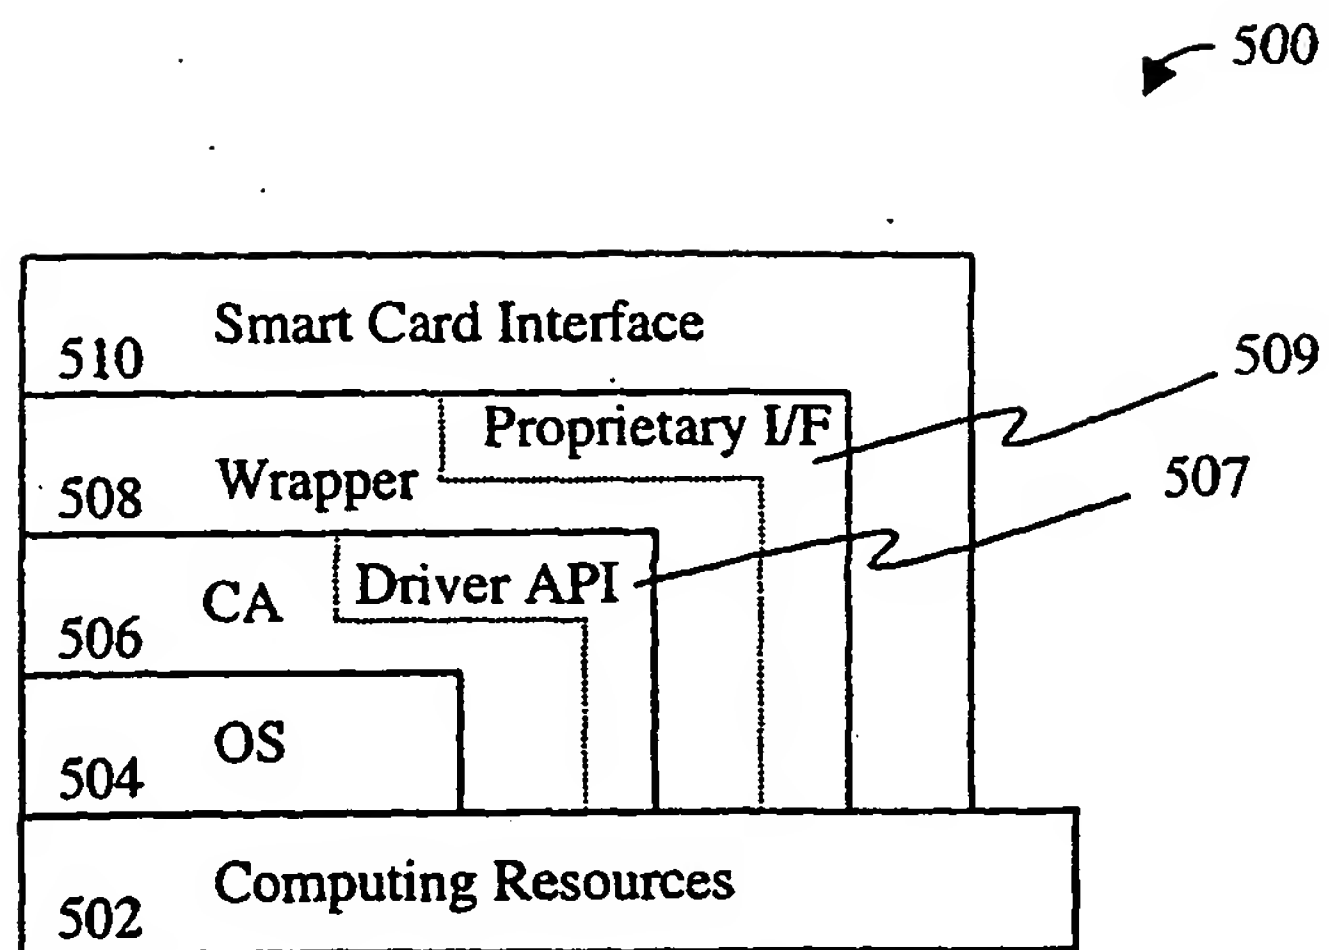 500
Smart Card Interface
510
509
Proprietary I/F
Wrapper
508
507
Driver API
CA
506
OS
504
Computing Resources
502